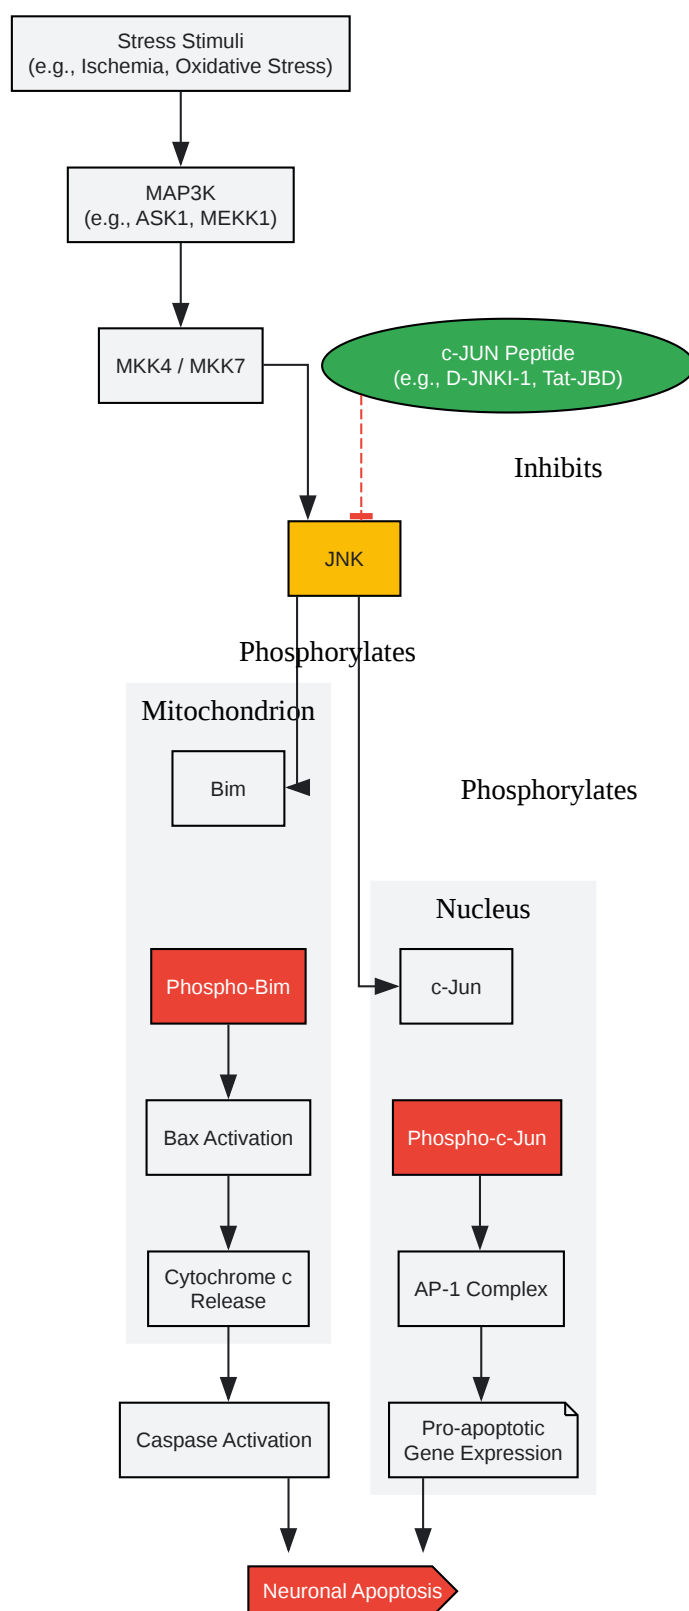 Stress Stimuli
(e.g., Ischemia, Oxidative Stress)
MAP3K
(e.g., ASK1, MEKK1)
MKK4 / MKK7
c-JUN Peptide
(e.g., D-JNKI-1, Tat-JBD)
Inhibits
JNK
Phosphorylates
Mitochondrion
Bim
Phosphorylates
Nucleus
Phospho-Bim
c-Jun
Bax Activation
Phospho-c-Jun
Cytochrome c
Release
AP-1 Complex
Caspase Activation
Pro-apoptotic
Gene Expression
Neuronal Apoptosis